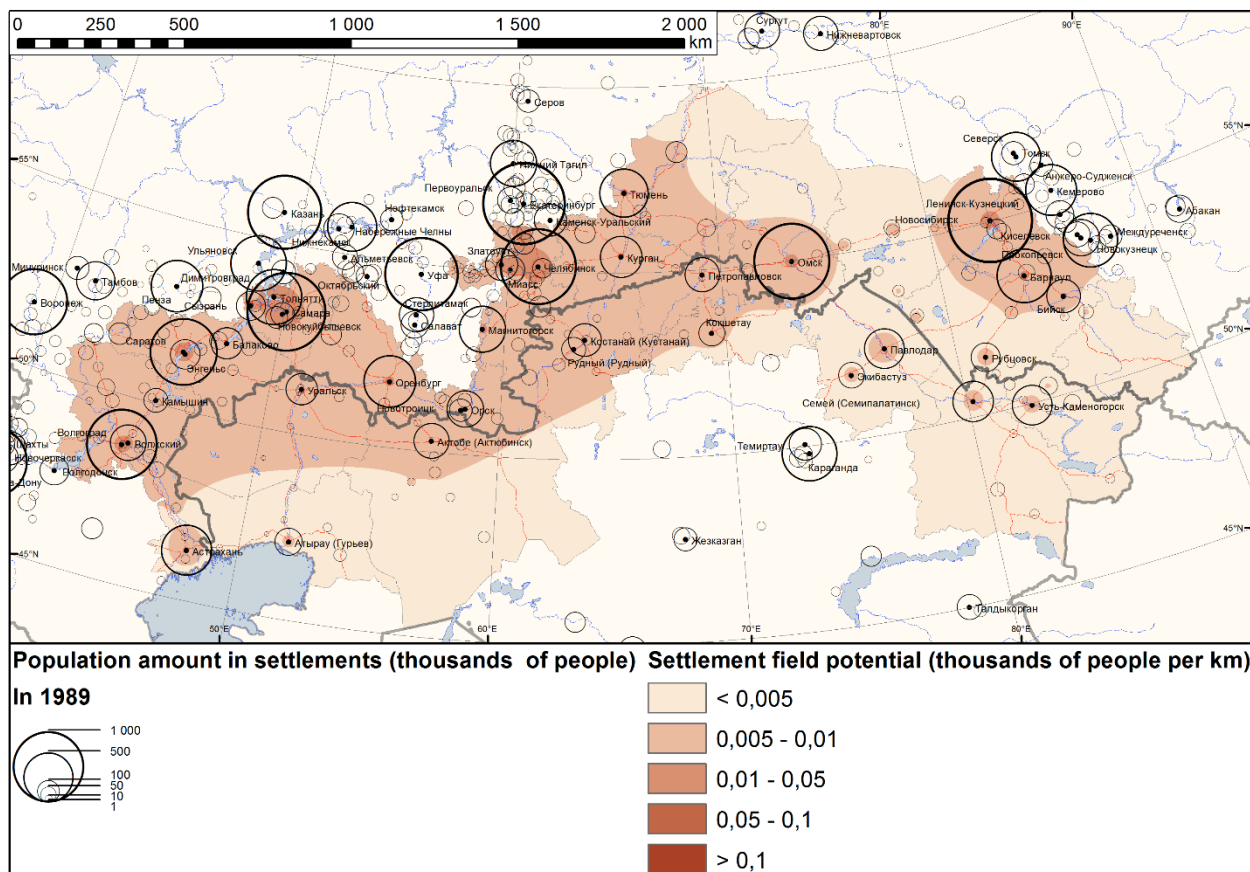 0 250 500 1 000 1 500 2 000
km
Сургут
80°E
90°E
Нижневартовск
Серов
55°N
55°N
Северск
Томск
Нижний Тагил
Анжеро-Судженск
Первоуральск
Кемерово
Екатеринбург
Тюмень
Ленинск-Кузнецкий
Абакан
Казань
Нефтекамск
Каменск-Уральский
Новосибирск
Набережные Челны
Киселевск
Междуреченск
Ульяновск
Нижнекамск
Новокузнецк
Златоуст
Прокопьевск
Альметьевск
Курган
Омск
Мичуринск
Челябинск
Димитровград
Уфа
Петропавловск
Барнаул
Тамбов
Октябрьский
Миасс
Пенза
Тольятти
Воронеж
Сызрань
Стерлитамак
Бийск
Самара
Новокуйбышевск
Салават
Магнитогорск
Кокшетау
50°N
Саратов
Балаково
Костанай (Кустанай)
Павлодар
50°N
Рубцовск
Энгельс
Рудный (Рудный)
Экибастуз
Оренбург
Уральск
Камышин
Новотроицк
Орск
Семей (Семипалатинск)
Усть-Каменогорск
Волгоград
Волжский
Актобе (Актюбинск)
Шахты
Темиртау
Новочеркасск
Караганда
Волгодонск
в-Дону
45°N
45°N
Астрахань
Атырау (Гурьев)
Жезказган
Талдыкорган
50°E
60°E
70°E
80°E
Population amount in settlements (thousands of people)
In 1989
1 000
500
100
50
10
1
Settlement field potential (thousands of people per km)
< 0,005
0,005 - 0,01
0,01 - 0,05
0,05 - 0,1
> 0,1